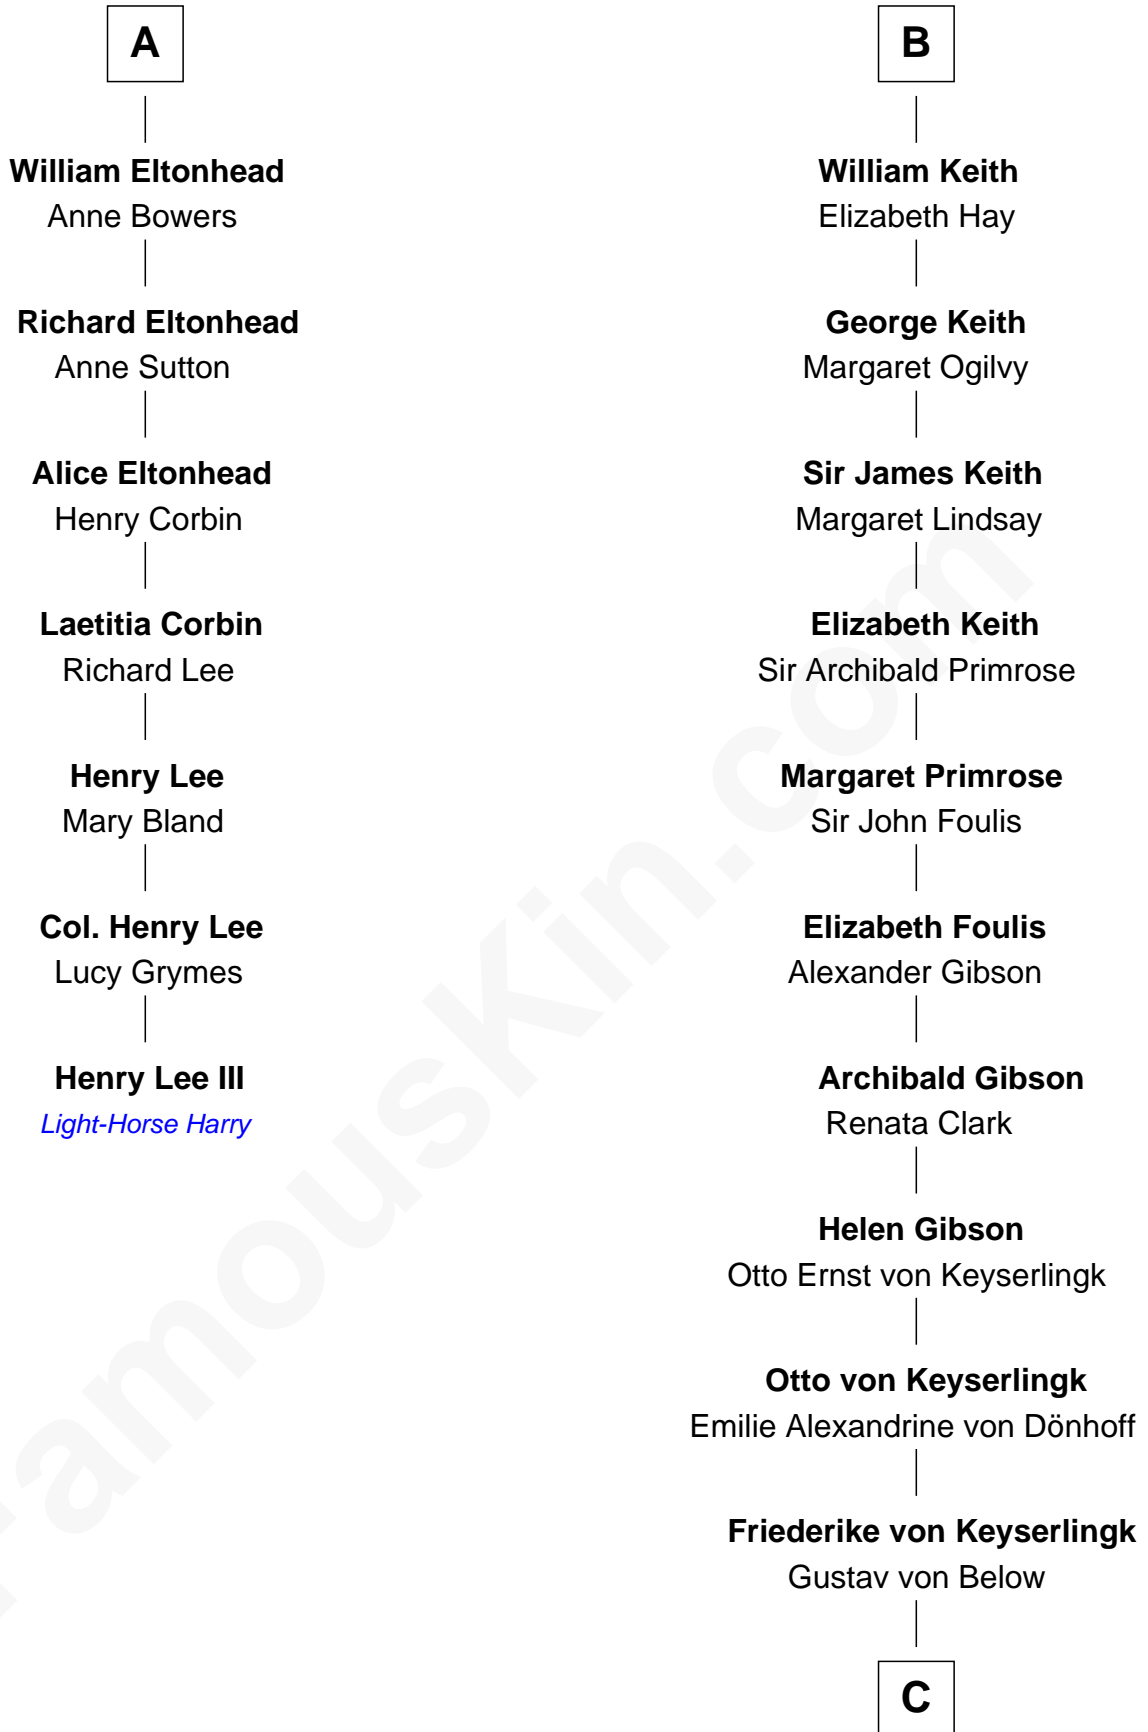 A
William Eltonhead
Anne Bowers
Richard Eltonhead
Anne Sutton
Alice Eltonhead
Henry Corbin
Laetitia Corbin
Richard Lee
Henry Lee
Mary Bland
Col. Henry Lee
Lucy Grymes
Henry Lee III
Light-Horse Harry
B
William Keith
Elizabeth Hay
George Keith
Margaret Ogilvy
Sir James Keith
Margaret Lindsay
Elizabeth Keith
Sir Archibald Primrose
Margaret Primrose
Sir John Foulis
Elizabeth Foulis
Alexander Gibson
Archibald Gibson
Renata Clark
Helen Gibson
Otto Ernst von Keyserlingk
Otto von Keyserlingk
Emilie Alexandrine von Dönhoff
Friederike von Keyserlingk
Gustav von Below
C
FamousKin.com